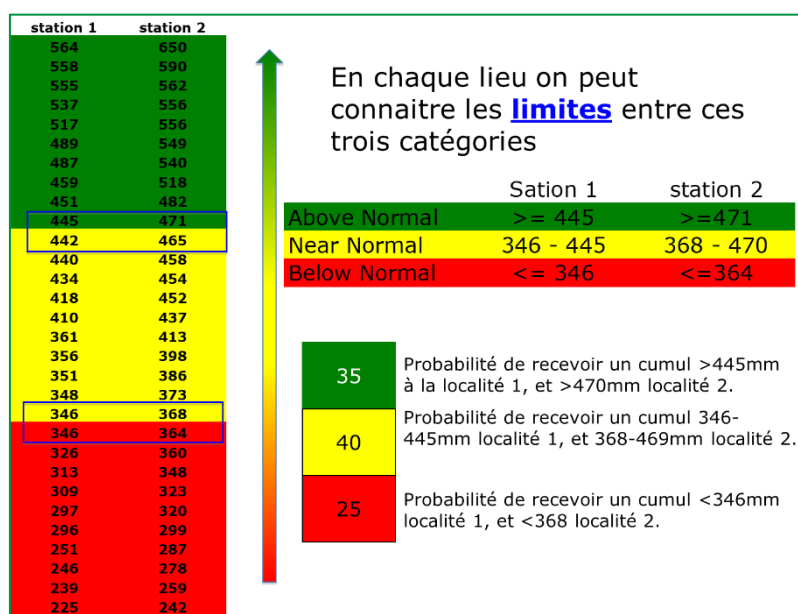 station 1 station 2
564 650
558 590
555 562
537 556
517 556
489 549
487 540
459 518
451 482
445 471
442 465
440 458
434 454
418 452
410 437
361 413
356 398
351 386
348 373
346 368
346 364
326 360
313 348
309 323
297 320
296 299
251 287
246 278
239 259
225 242
En chaque lieu on peut
connaitre les limites entre ces
trois catégories
Sation 1 station 2
Above Normal >= 445 >=471
Near Normal 346 - 445 368 - 470
Below Normal <= 346 <=364
35
Probabilité de recevoir un cumul >445mm
à la localité 1, et >470mm localité 2.
40
Probabilité de recevoir un cumul 346-
445mm localité 1, et 368-469mm localité 2.
25
Probabilité de recevoir un cumul <346mm
localité 1, et <368 localité 2.